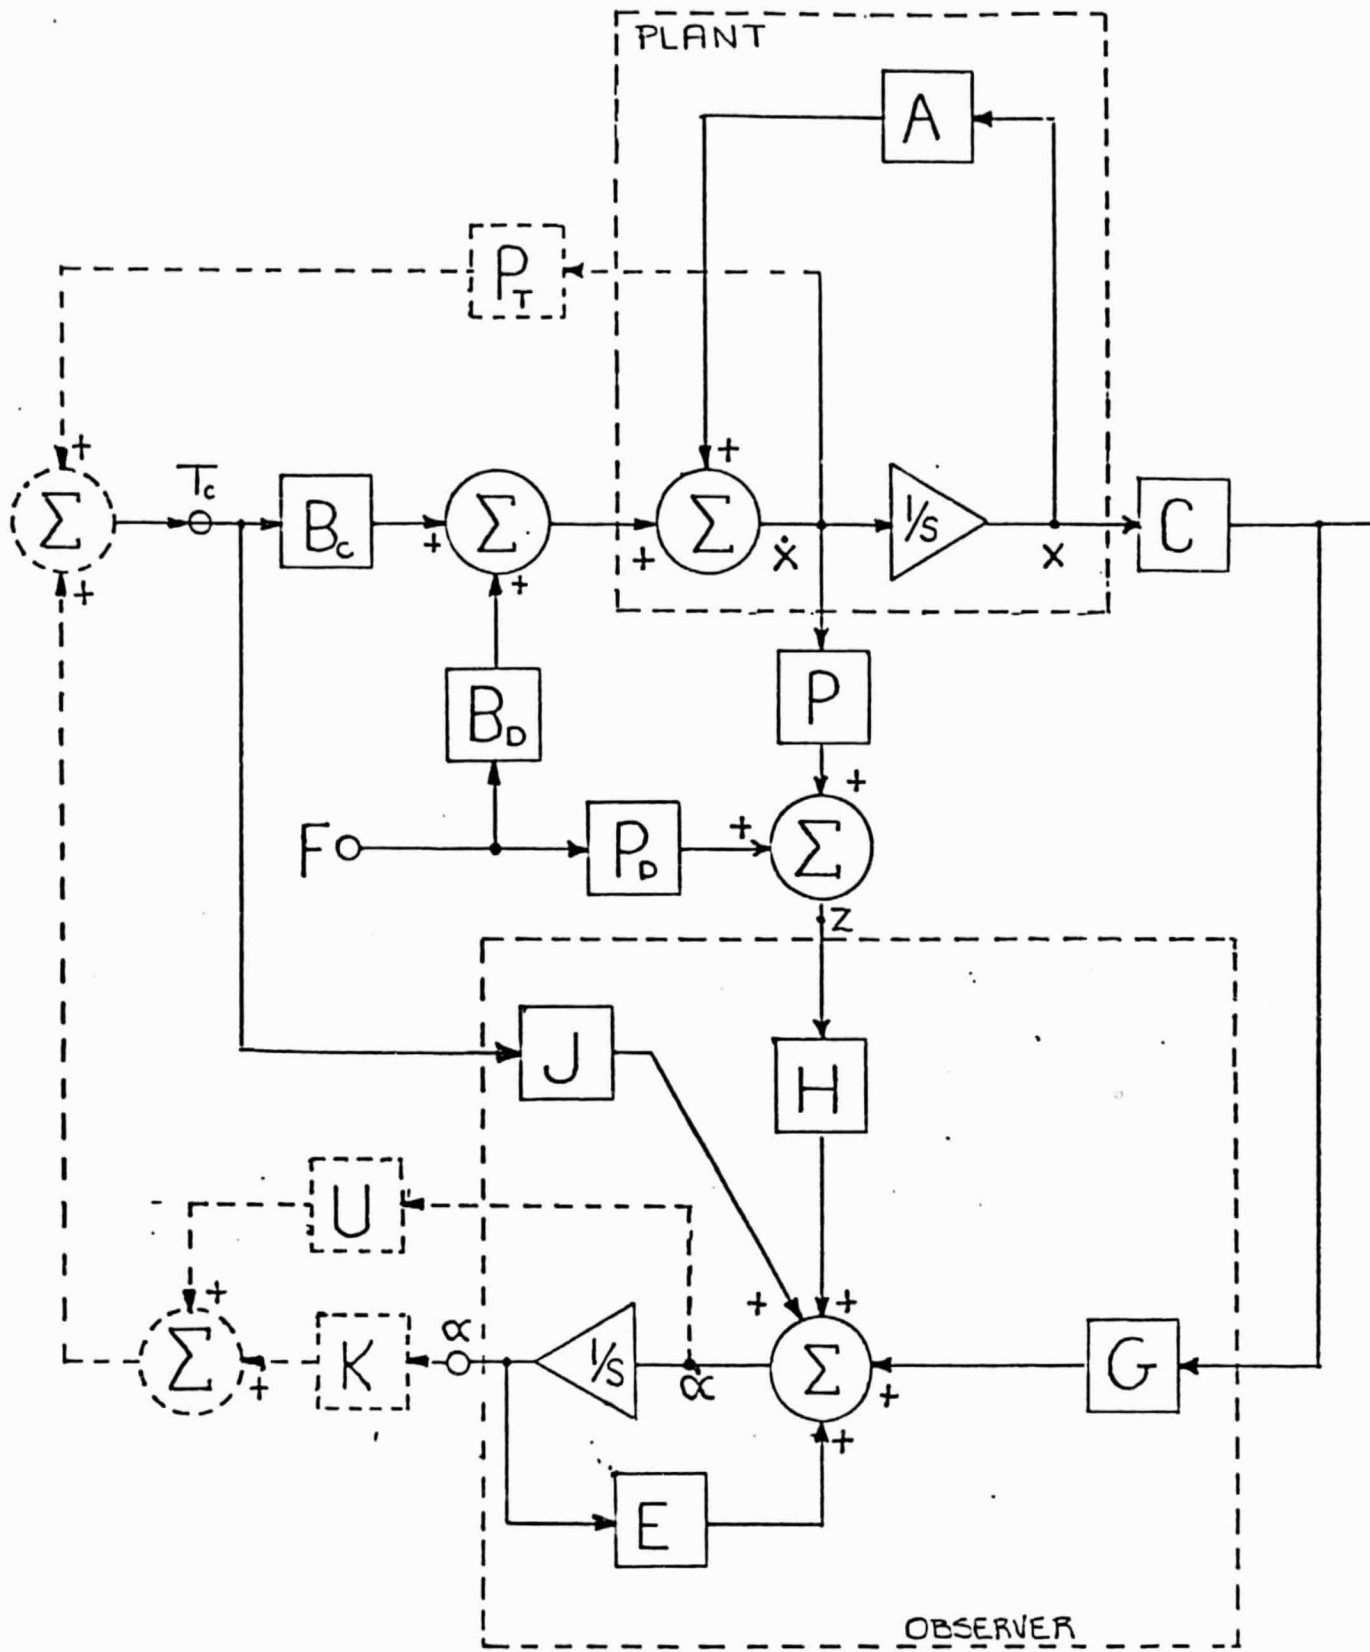 PLANT
A
P_T
+
+
T_c
Σ
B_c
+
Σ
+
+
Σ
ẋ
1/S
x
C
+
+
B_D
P
+
F
P_D
+
Σ
z
J
H
U
+
+
+
Σ
+
K
α
1/S
α̇
Σ
+
G
+
E
OBSERVER